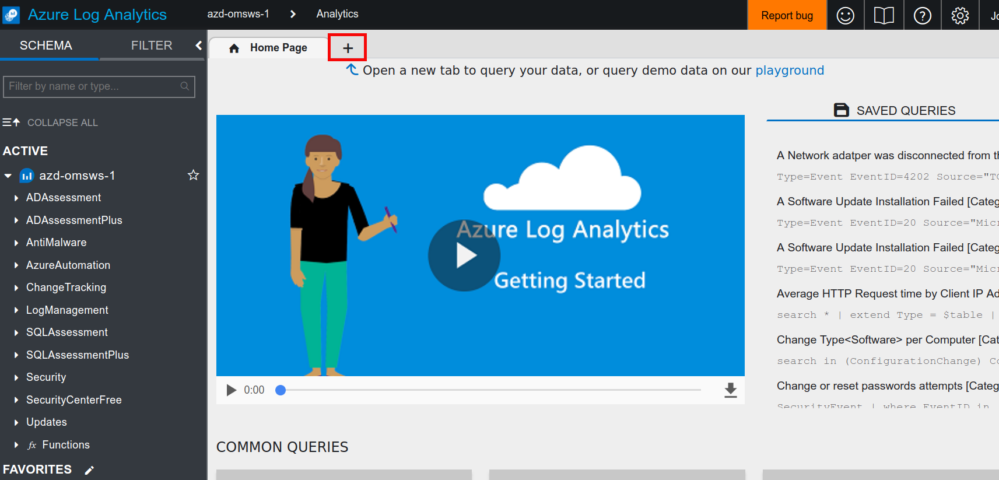 Azure Log Analytics
azd-omsws-1 > Analytics
Report bug
SCHEMA FILTER
Home Page +
Open a new tab to query your data, or query demo data on our playground
Filter by name or type...
COLLAPSE ALL
ACTIVE
azd-omsws-1
ADAssessment
ADAssessmentPlus
AntiMalware
AzureAutomation
ChangeTracking
LogManagement
SQLAssessment
SQLAssessmentPlus
Security
SecurityCenterFree
Updates
fx Functions
FAVORITES
Azure Log Analytics
Getting Started
0:00
SAVED QUERIES
A Network adatper was disconnected from th
Type=Event EventID=4202 Source="TC
A Software Update Installation Failed [Categ
Type=Event EventID=20 Source="Micr
A Software Update Installation Failed [Categ
Type=Event EventID=20 Source="Micr
Average HTTP Request time by Client IP Ad
search * | extend Type = $table |
Change Type<Software> per Computer [Cat
search in (ConfigurationChange) Co
Change or reset passwords attempts [Categ
SecurityEvent | where EventID in
COMMON QUERIES